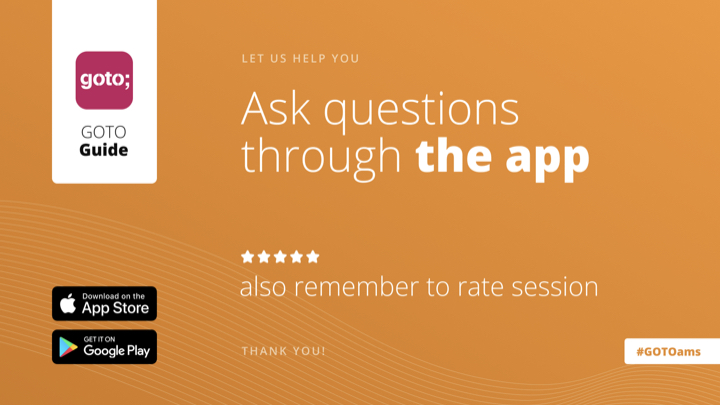 goto;
GOTO
Guide
LET US HELP YOU
Ask questions
through the app
also remember to rate session
Download on the
App Store
GET IT ON
Google Play
THANK YOU!
#GOTOams